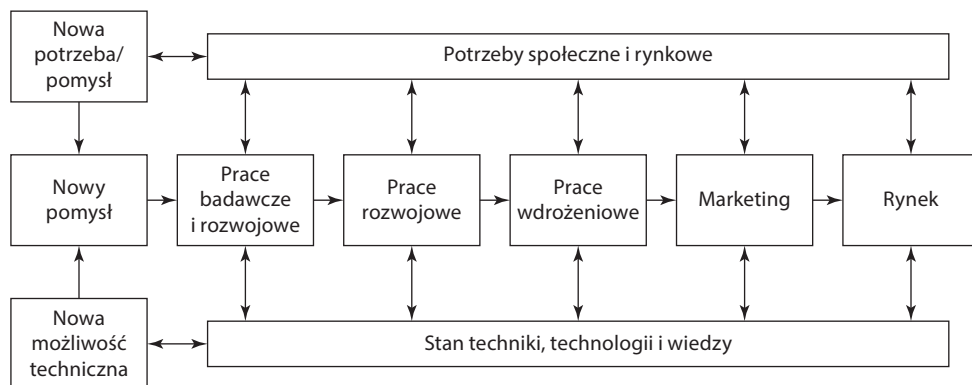 Nowa
potrzeba/
pomysł
Potrzeby społeczne i rynkowe
Nowy
pomysł
Prace
badawcze
i rozwojowe
Prace
rozwojowe
Prace
wdrożeniowe
Marketing
Rynek
Nowa
możliwość
techniczna
Stan techniki, technologii i wiedzy